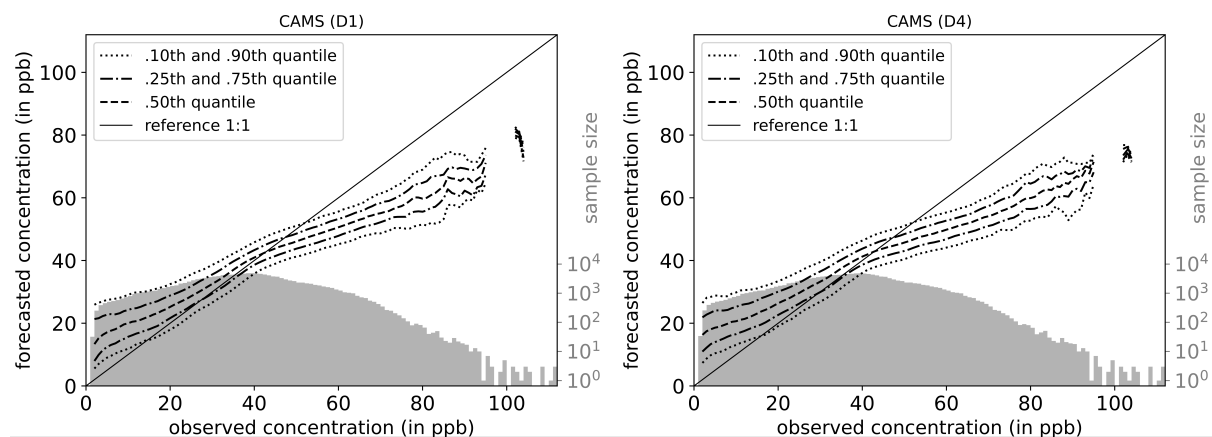 CAMS (D1)
forecasted concentration (in ppb)
100
80
60
40
20
0
.10th and .90th quantile
.25th and .75th quantile
.50th quantile
reference 1:1
sample size
10⁴
10³
10²
10¹
10⁰
0 20 40 60 80 100
observed concentration (in ppb)
CAMS (D4)
forecasted concentration (in ppb)
100
80
60
40
20
0
.10th and .90th quantile
.25th and .75th quantile
.50th quantile
reference 1:1
sample size
10⁴
10³
10²
10¹
10⁰
0 20 40 60 80 100
observed concentration (in ppb)